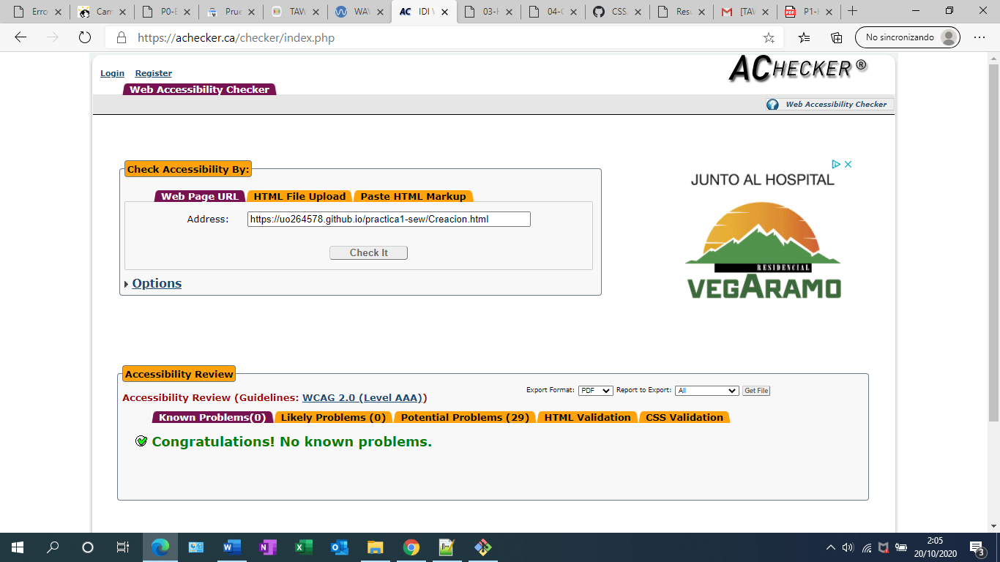 Erro
Cam
P0-E
Prue
TAW
WAV
IDI V
03-H
04-C
CSS/
Resu
[TAW
P1-I
https://achecker.ca/checker/index.php
No sincronizando
Login Register
ACHECKER ®
Web Accessibility Checker
Web Accessibility Checker
Check Accessibility By:
Web Page URL HTML File Upload Paste HTML Markup
Address: https://uo264578.github.io/practica1-sew/Creacion.html
Check It
Options
JUNTO AL HOSPITAL
RESIDENCIAL
VEGARAMO
Accessibility Review
Export Format: PDF Report to Export: All Get File
Accessibility Review (Guidelines: WCAG 2.0 (Level AAA))
Known Problems(0) Likely Problems (0) Potential Problems (29) HTML Validation CSS Validation
Congratulations! No known problems.
2:05
20/10/2020
3